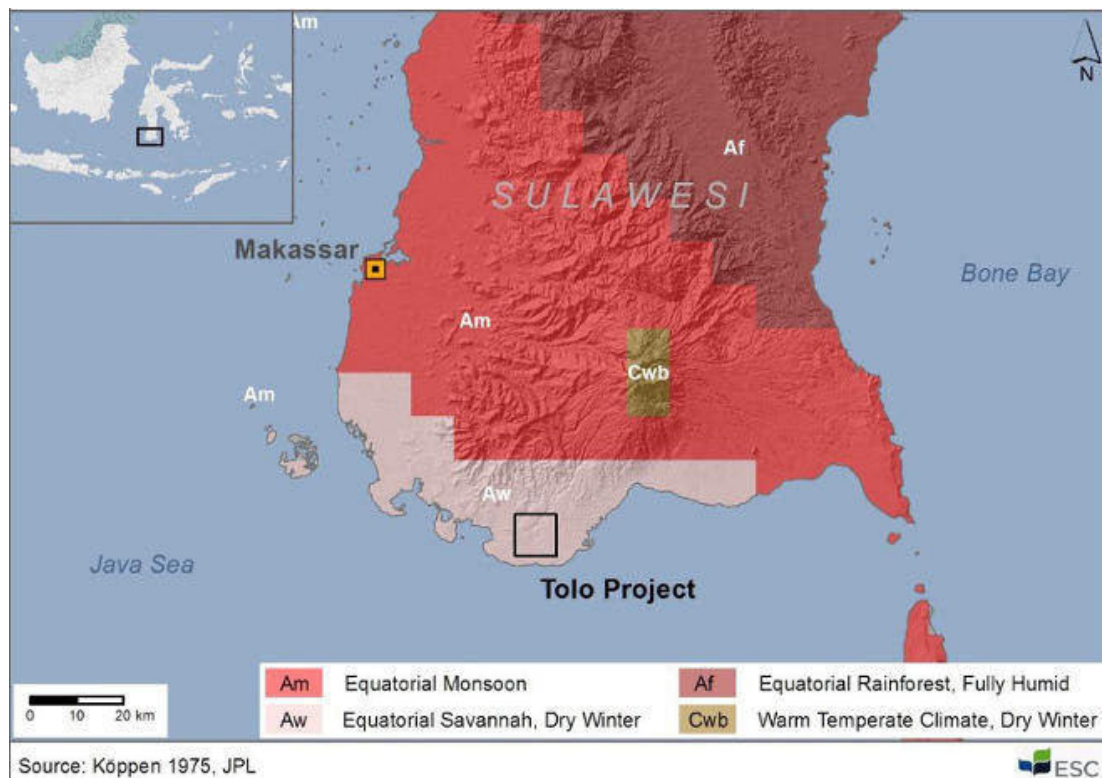 Am
N
Af
SULAWESI
Makassar
Bone Bay
Am
Cwb
Am
Aw
Java Sea
Tolo Project
Am Equatorial Monsoon
Af Equatorial Rainforest, Fully Humid
Aw Equatorial Savannah, Dry Winter
Cwb Warm Temperate Climate, Dry Winter
0 10 20 km
Source: Köppen 1975, JPL
ESC